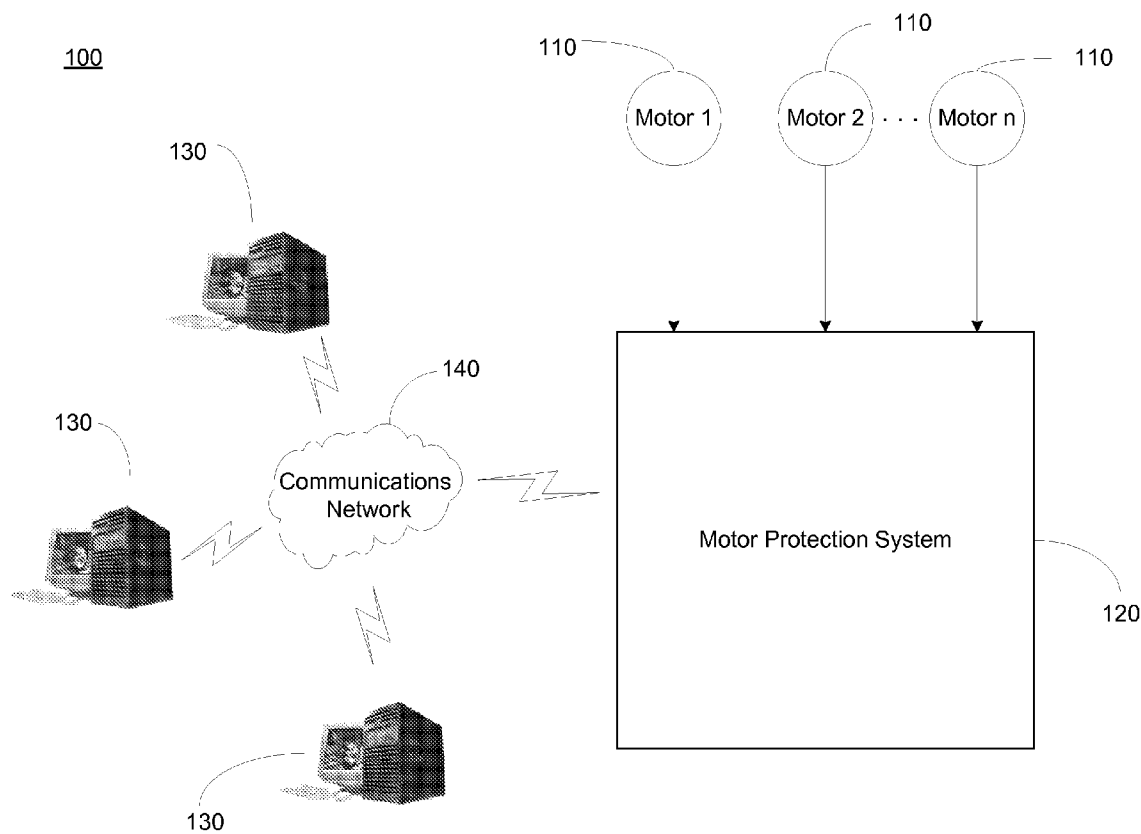 100
110
110
110
Motor 1
Motor 2
. . .
Motor n
130
140
130
Communications
Network
Motor Protection System
120
130